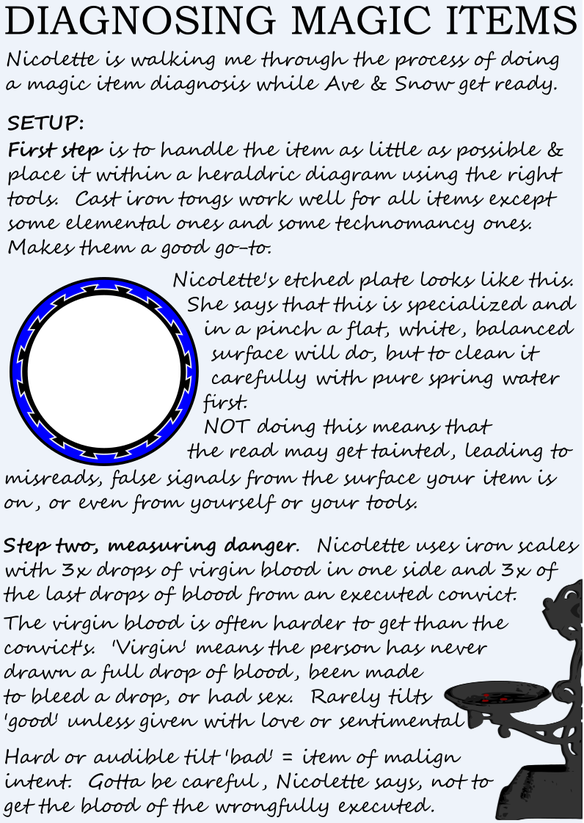 DIAGNOSING MAGIC ITEMS
Nicolette is walking me through the process of doing
a magic item diagnosis while Ave & Snow get ready.
SETUP:
First step is to handle the item as little as possible &
place it within a heraldric diagram using the right
tools. Cast iron tongs work well for all items except
some elemental ones and some technomancy ones.
Makes them a good go-to.
Nicolette's etched plate looks like this.
She says that this is specialized and
in a pinch a flat, white, balanced
surface will do, but to clean it
carefully with pure spring water
first.
NOT doing this means that
the read may get tainted, leading to
misreads, false signals from the surface your item is
on, or even from yourself or your tools.
Step two, measuring danger. Nicolette uses iron scales
with 3x drops of virgin blood in one side and 3x of
the last drops of blood from an executed convict.
The virgin blood is often harder to get than the
convict's. 'Virgin' means the person has never
drawn a full drop of blood, been made
to bleed a drop, or had sex. Rarely tilts
'good' unless given with love or sentimental
Hard or audible tilt 'bad' = item of malign
intent. Gotta be careful, Nicolette says, not to
get the blood of the wrongfully executed.